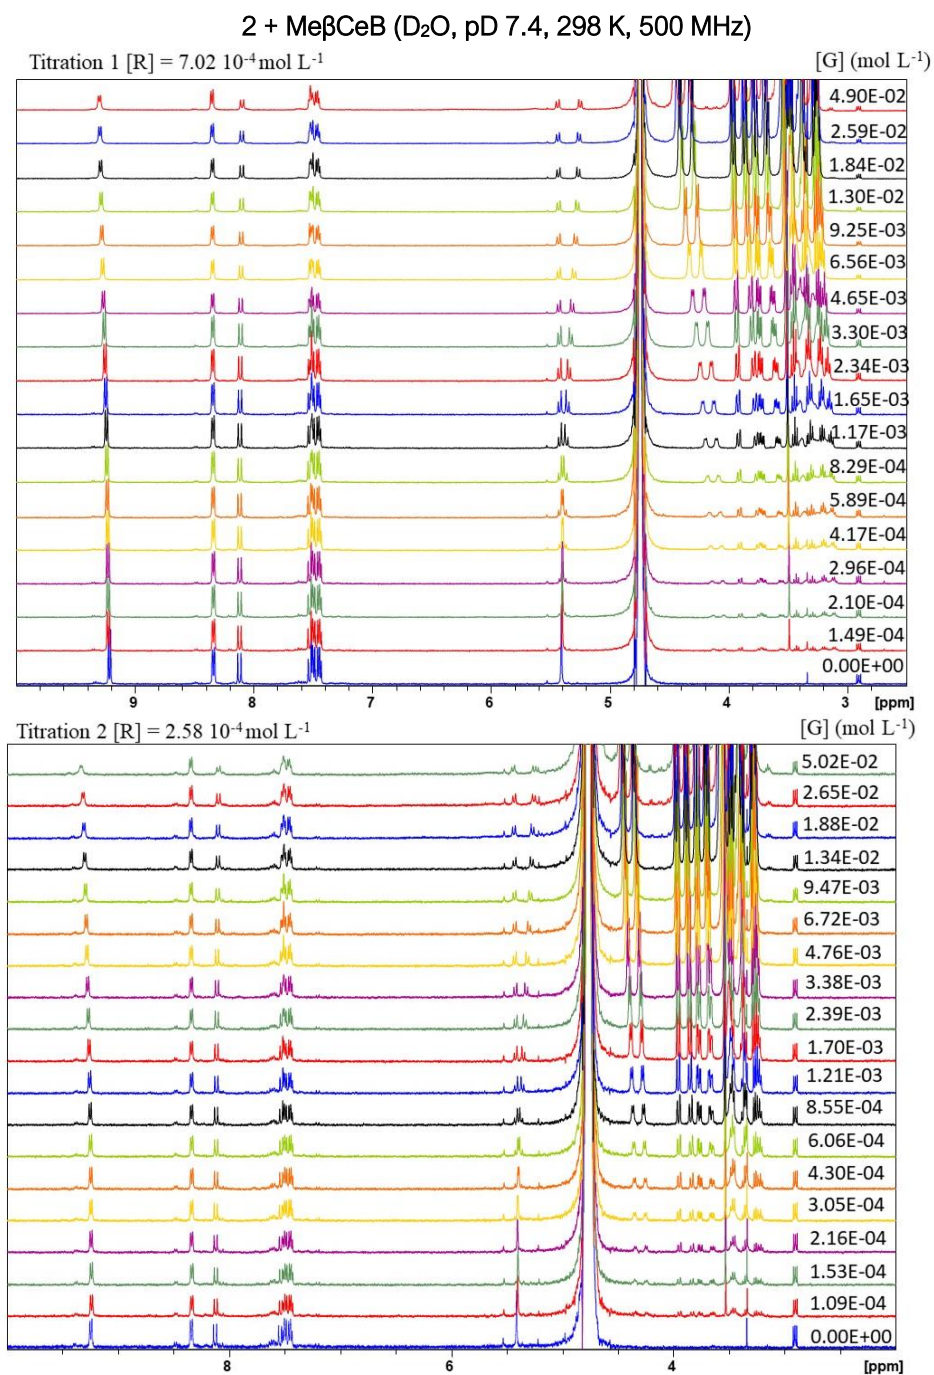 2 + MeβCeB (D₂O, pD 7.4, 298 K, 500 MHz)
Titration 1 [R] = 7.02 10⁻⁴ mol L⁻¹ [G] (mol L⁻¹)
4.90E-02
2.59E-02
1.84E-02
1.30E-02
9.25E-03
6.56E-03
4.65E-03
3.30E-03
2.34E-03
1.65E-03
1.17E-03
8.29E-04
5.89E-04
4.17E-04
2.96E-04
2.10E-04
1.49E-04
0.00E+00
9 8 7 6 5 4 3 [ppm]
Titration 2 [R] = 2.58 10⁻⁴ mol L⁻¹ [G] (mol L⁻¹)
5.02E-02
2.65E-02
1.88E-02
1.34E-02
9.47E-03
6.72E-03
4.76E-03
3.38E-03
2.39E-03
1.70E-03
1.21E-03
8.55E-04
6.06E-04
4.30E-04
3.05E-04
2.16E-04
1.53E-04
1.09E-04
0.00E+00
8 6 4 [ppm]